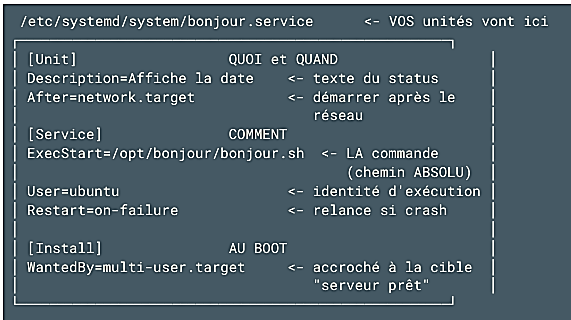 /etc/systemd/system/bonjour.service <- VOS unités vont ici
[Unit] QUOI et QUAND
Description=Affiche la date <- texte du status
After=network.target <- démarrer après le
réseau
[Service] COMMENT
ExecStart=/opt/bonjour/bonjour.sh <- LA commande
(chemin ABSOLU)
User=ubuntu <- identité d'exécution
Restart=on-failure <- relance si crash
[Install] AU BOOT
WantedBy=multi-user.target <- accroché à la cible
"serveur prêt"